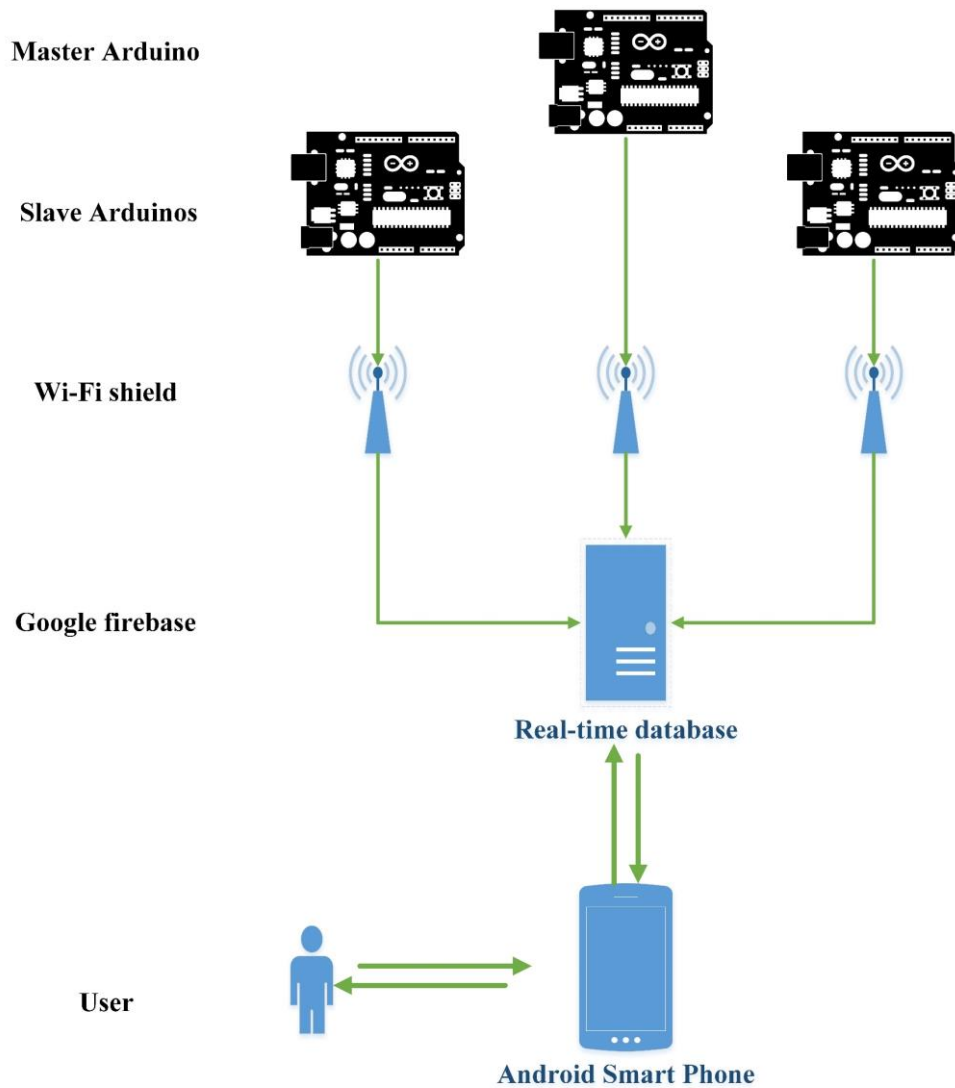 Master Arduino
Slave Arduinos
Wi-Fi shield
Google firebase
Real-time database
User
Android Smart Phone